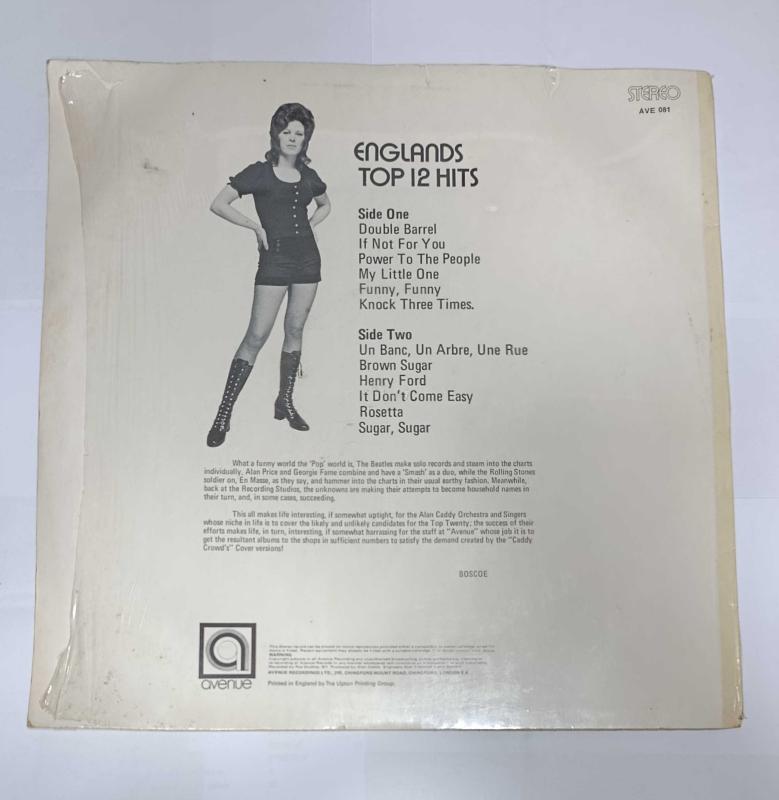 STEREO
AVE 081
ENGLANDS
TOP 12 HITS
Side One
Double Barrel
If Not For You
Power To The People
My Little One
Funny, Funny
Knock Three Times.
Side Two
Un Banc, Un Arbre, Une Rue
Brown Sugar
Henry Ford
It Don't Come Easy
Rosetta
Sugar, Sugar
What a funny world the 'Pop' world is, The Beatles make solo records and steam into the charts
individually. Alan Price and Georgie Fame combine and have a 'Smash' as a duo, while the Rolling Stones
soldier on, En Masse, as they say, and hammer into the charts in their usual earthy fashion. Meanwhile,
back at the Recording Studios, the unknowns are making their attempts to become household names in
their turn, and, in some cases, succeeding.
This all makes life interesting, if somewhat uptight, for the Alan Caddy Orchestra and Singers
whose niche in life is to cover the likely and unlikely candidates for the Top Twenty; the success of their
efforts makes life, in turn, interesting, if somewhat harrassing for the staff at "Avenue" whose job it is to
get the resultant albums to the shops in sufficient numbers to satisfy the demand created by the "Caddy
Crowd's" Cover versions!
BOSCOE
a
avenue
WARNING
AVENUE RECORDINGS LTD., CHINGFORD MOUNT ROAD, CHINGFORD, LONDON E.4.
Printed in England by The Upton Printing Group.